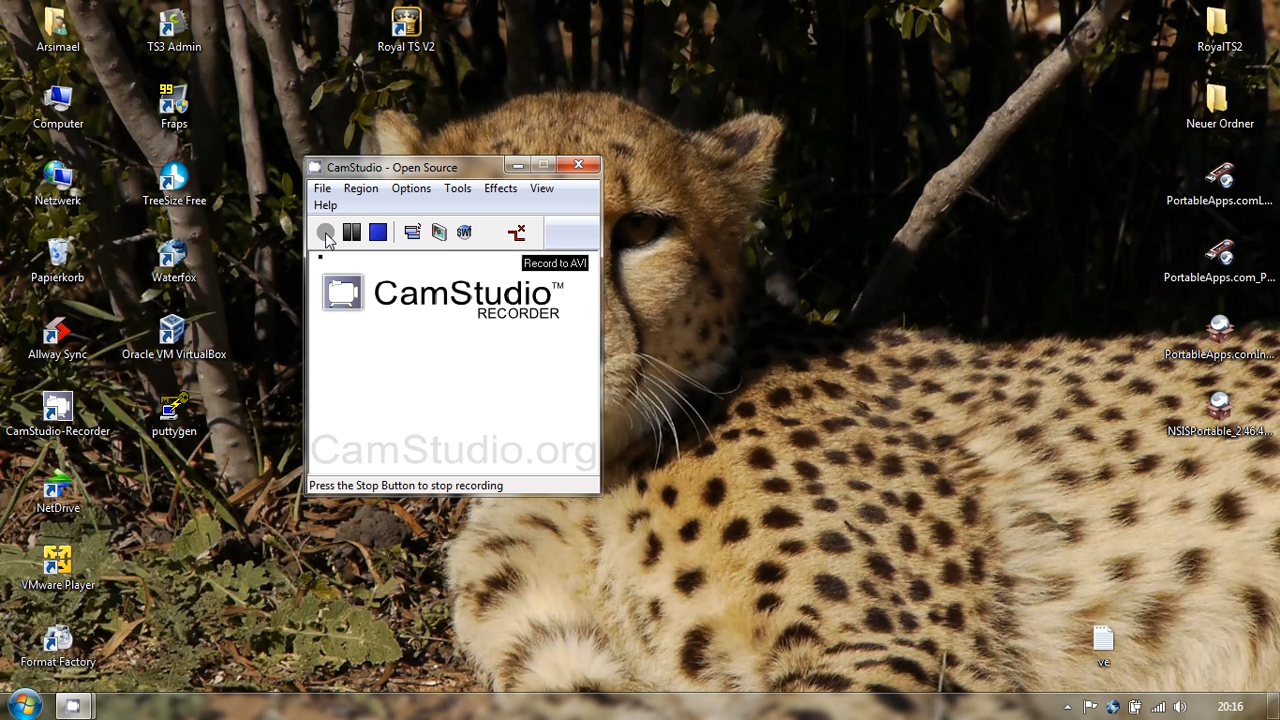 Arsimael
TS3 Admin
Royal TS V2
RoyalTS2
Computer
99
Fraps
Neuer Ordner
Netzwerk
TreeSize Free
PortableApps.comL...
Papierkorb
Waterfox
PortableApps.com_P...
Allway Sync
Oracle VM VirtualBox
PortableApps.comIn...
CamStudio-Recorder
puttygen
NSISPortable_2.46.4...
NetDrive
VMware Player
Format Factory
ve
CamStudio - Open Source
File Region Options Tools Effects View
Help
Record to AVI
CamStudio™
RECORDER
CamStudio.org
Press the Stop Button to stop recording
20:16